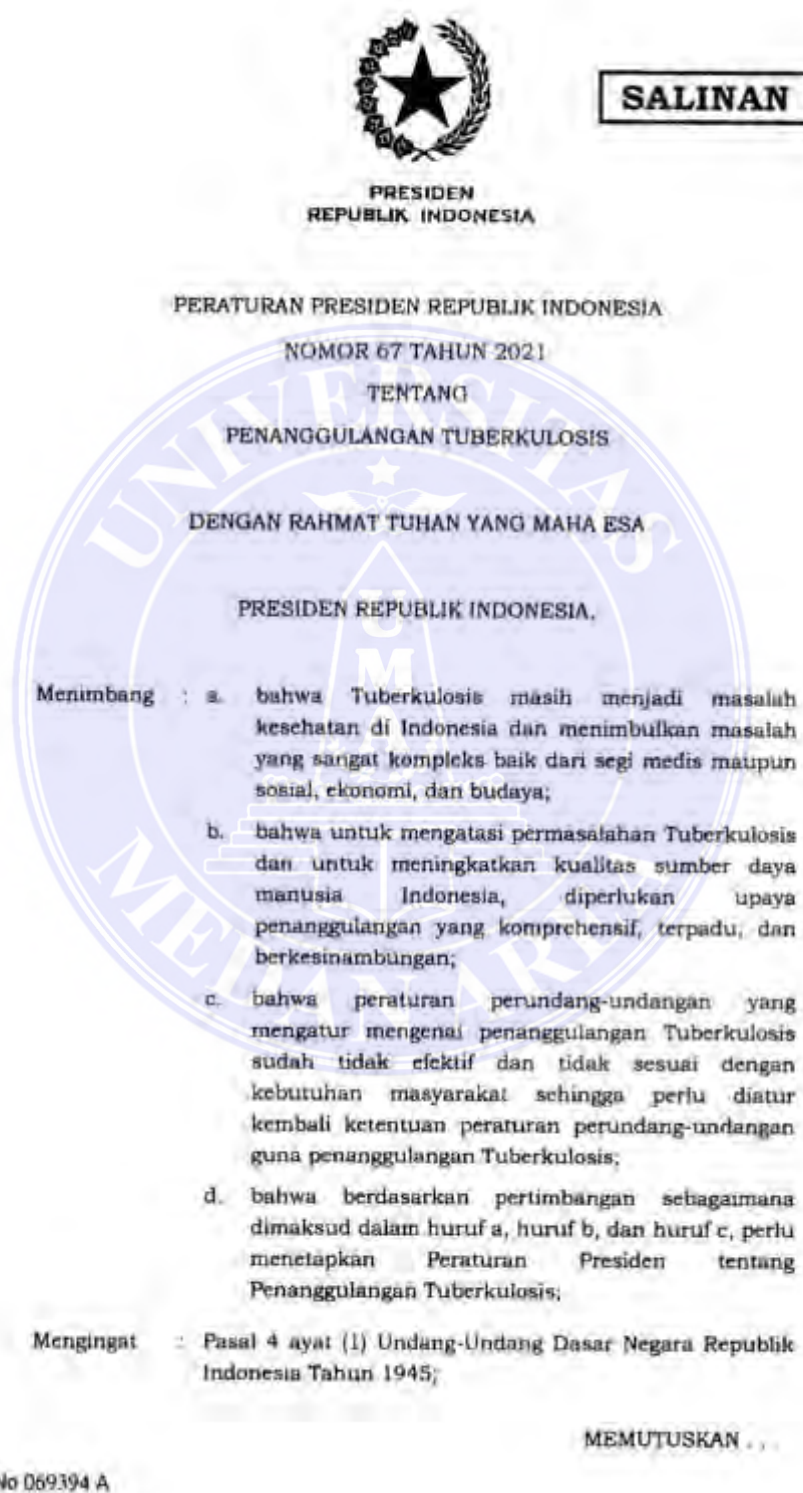 SALINAN
PRESIDEN
REPUBLIK INDONESIA
PERATURAN PRESIDEN REPUBLIK INDONESIA
NOMOR 67 TAHUN 2021
TENTANG
PENANGGULANGAN TUBERKULOSIS
DENGAN RAHMAT TUHAN YANG MAHA ESA
PRESIDEN REPUBLIK INDONESIA,
Menimbang : a. bahwa Tuberkulosis masih menjadi masalah
kesehatan di Indonesia dan menimbulkan masalah
yang sangat kompleks baik dari segi medis maupun
sosial, ekonomi, dan budaya;
b. bahwa untuk mengatasi permasalahan Tuberkulosis
dan untuk meningkatkan kualitas sumber daya
manusia Indonesia, diperlukan upaya
penanggulangan yang komprehensif, terpadu, dan
berkesinambungan;
c. bahwa peraturan perundang-undangan yang
mengatur mengenai penanggulangan Tuberkulosis
sudah tidak efektif dan tidak sesuai dengan
kebutuhan masyarakat sehingga perlu diatur
kembali ketentuan peraturan perundang-undangan
guna penanggulangan Tuberkulosis;
d. bahwa berdasarkan pertimbangan sebagaimana
dimaksud dalam huruf a, huruf b, dan huruf c, perlu
menetapkan Peraturan Presiden tentang
Penanggulangan Tuberkulosis;
Mengingat : Pasal 4 ayat (1) Undang-Undang Dasar Negara Republik
Indonesia Tahun 1945;
MEMUTUSKAN . .
No 069394 A
UNIVERSITAS
MEDAN AREA
UMA